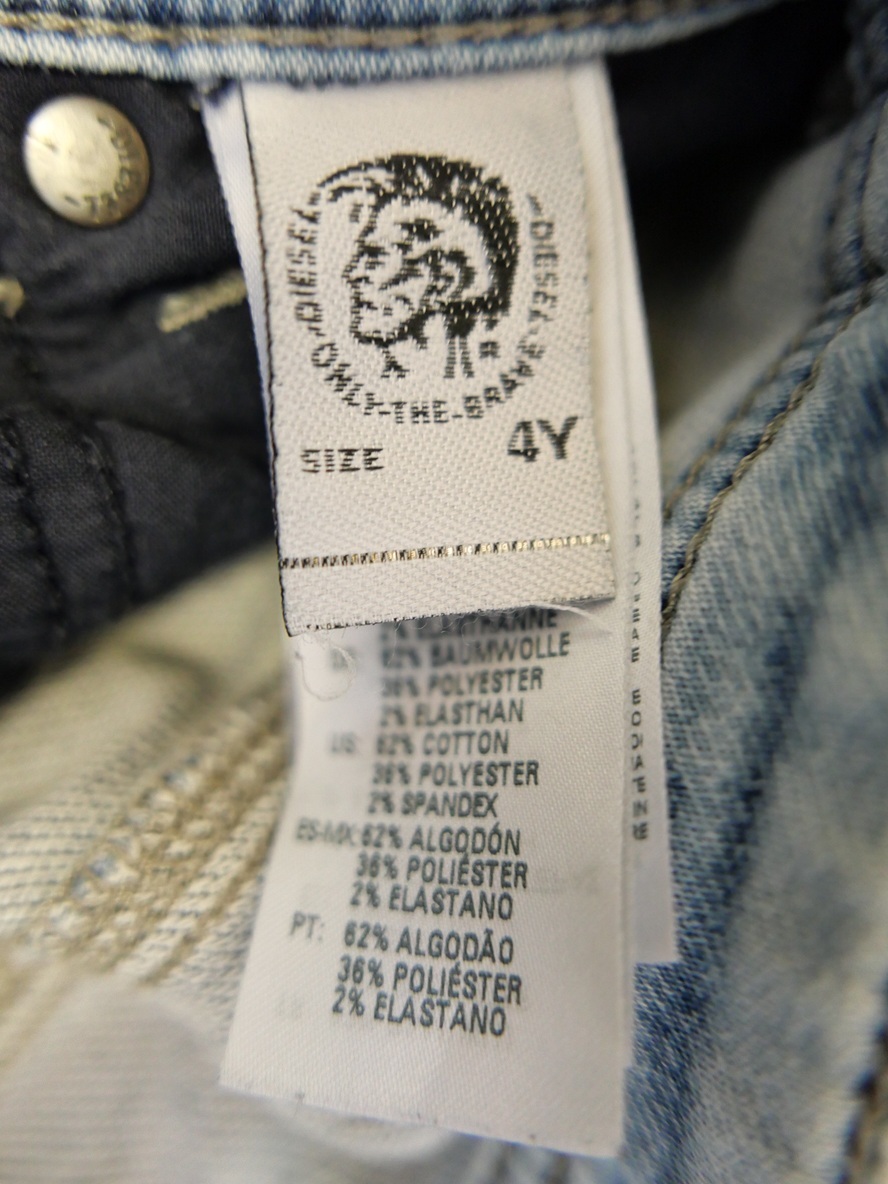 DIESEL
"DIESEL"
ONLY-THE-BRAVE
"DIESEL"
SIZE 4Y
62% BAUMWOLLE
36% POLYESTER
2% ELASTHAN
US: 62% COTTON
36% POLYESTER
2% SPANDEX
ES-MX: 62% ALGODÓN
36% POLIÉSTER
2% ELASTANO
PT: 62% ALGODÃO
36% POLIÉSTER
2% ELASTANO